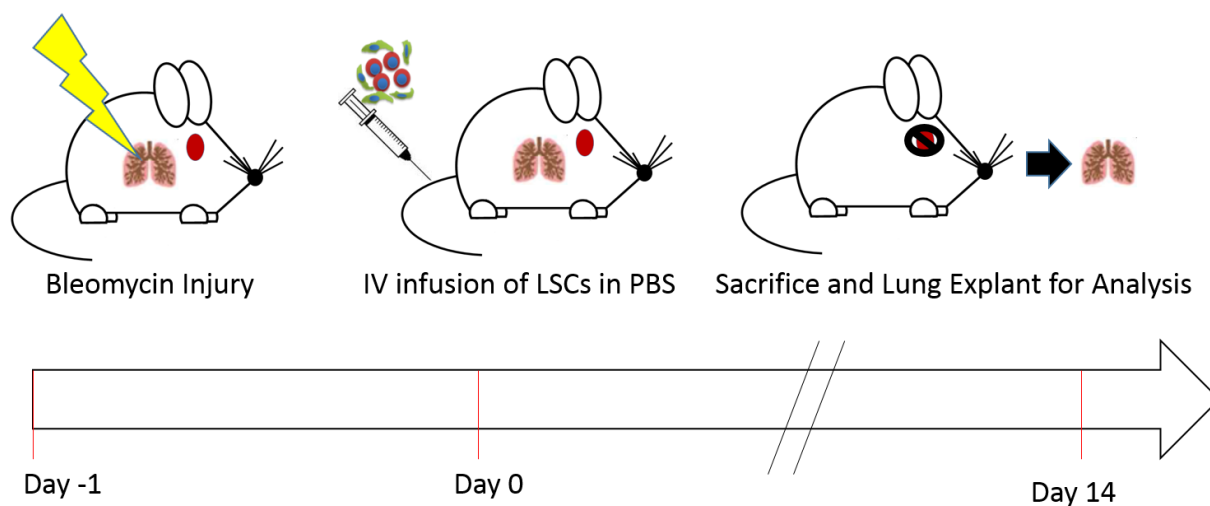 Bleomycin Injury
IV infusion of LSCs in PBS
Sacrifice and Lung Explant for Analysis
Day -1
Day 0
Day 14